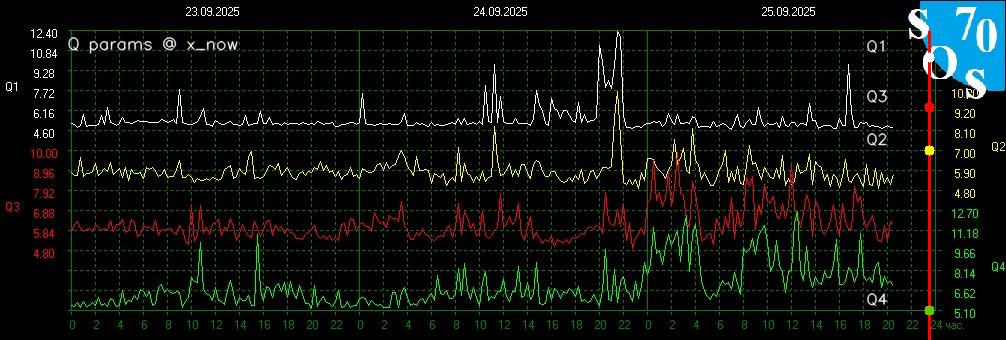 23.09.2025 24.09.2025 25.09.2025
SOS 70
Q params @ x_now
Q1
12.40
10.84
9.28
7.72
6.16
4.60
Q3
10.00
8.96
7.92
6.88
5.84
4.80
Q1
Q3
Q2
Q4
9.20
8.10
7.00
5.90
4.80
Q2
12.70
11.18
9.66
8.14
6.62
5.10
Q4
0 2 4 6 8 10 12 14 16 18 20 22 0 2 4 6 8 10 12 14 16 18 20 22 0 2 4 6 8 10 12 14 16 18 20 22 24 час.